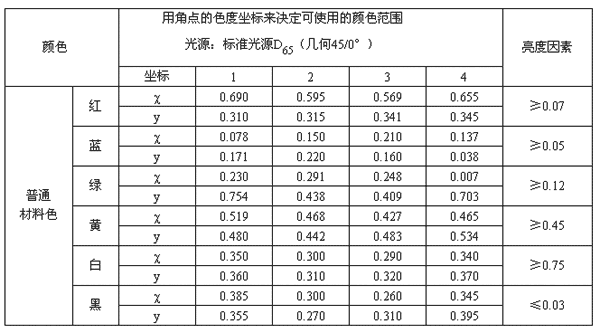 颜色 用角点的色度坐标来决定可使用的颜色范围 亮度因素
光源：标准光源D65（几何45/0°）
坐标 1 2 3 4
普通材料色 红 χ 0.690 0.595 0.569 0.655 ≥0.07
y 0.310 0.315 0.341 0.345
蓝 χ 0.078 0.150 0.210 0.137 ≥0.05
y 0.171 0.220 0.160 0.038
绿 χ 0.230 0.291 0.248 0.007 ≥0.12
y 0.754 0.438 0.409 0.703
黄 χ 0.519 0.468 0.427 0.465 ≥0.45
y 0.480 0.442 0.483 0.534
白 χ 0.350 0.300 0.290 0.340 ≥0.75
y 0.360 0.310 0.320 0.370
黑 χ 0.385 0.300 0.260 0.345 ≤0.03
y 0.355 0.270 0.310 0.395